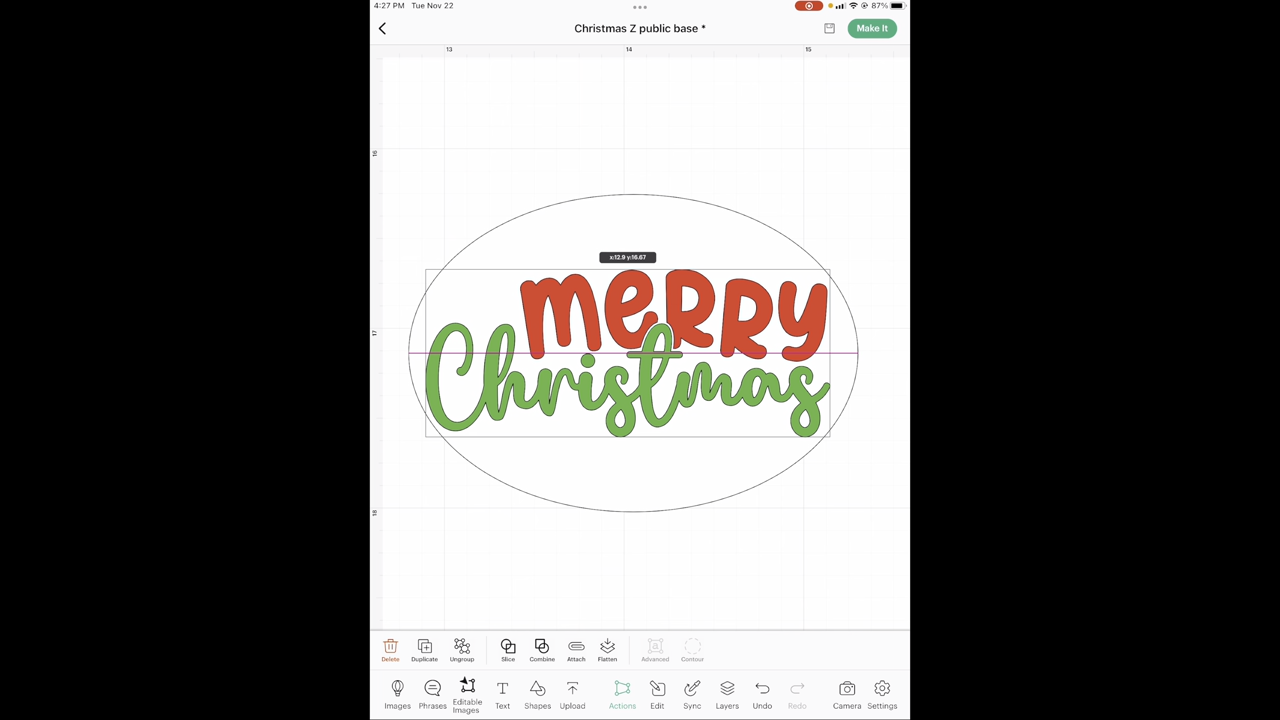 4:27 PM Tue Nov 22
87%
Christmas Z public base *
Make It
13 14 15
16
x:12.9 y:16.67
merry
17
Christmas
18
Delete Duplicate Ungroup Slice Combine Attach Flatten Advanced Contour
Images Phrases Editable Images Text Shapes Upload Actions Edit Sync Layers Undo Redo Camera Settings